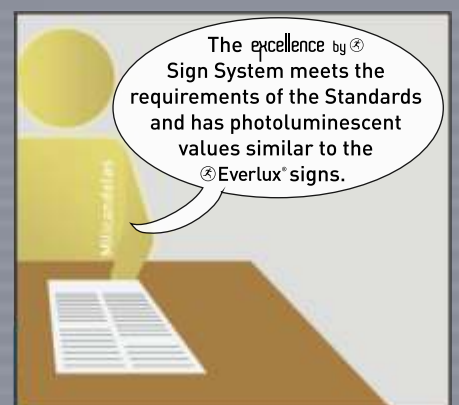 The excellence by
Sign System meets the
requirements of the Standards
and has photoluminescent
values similar to the
Everlux® signs.